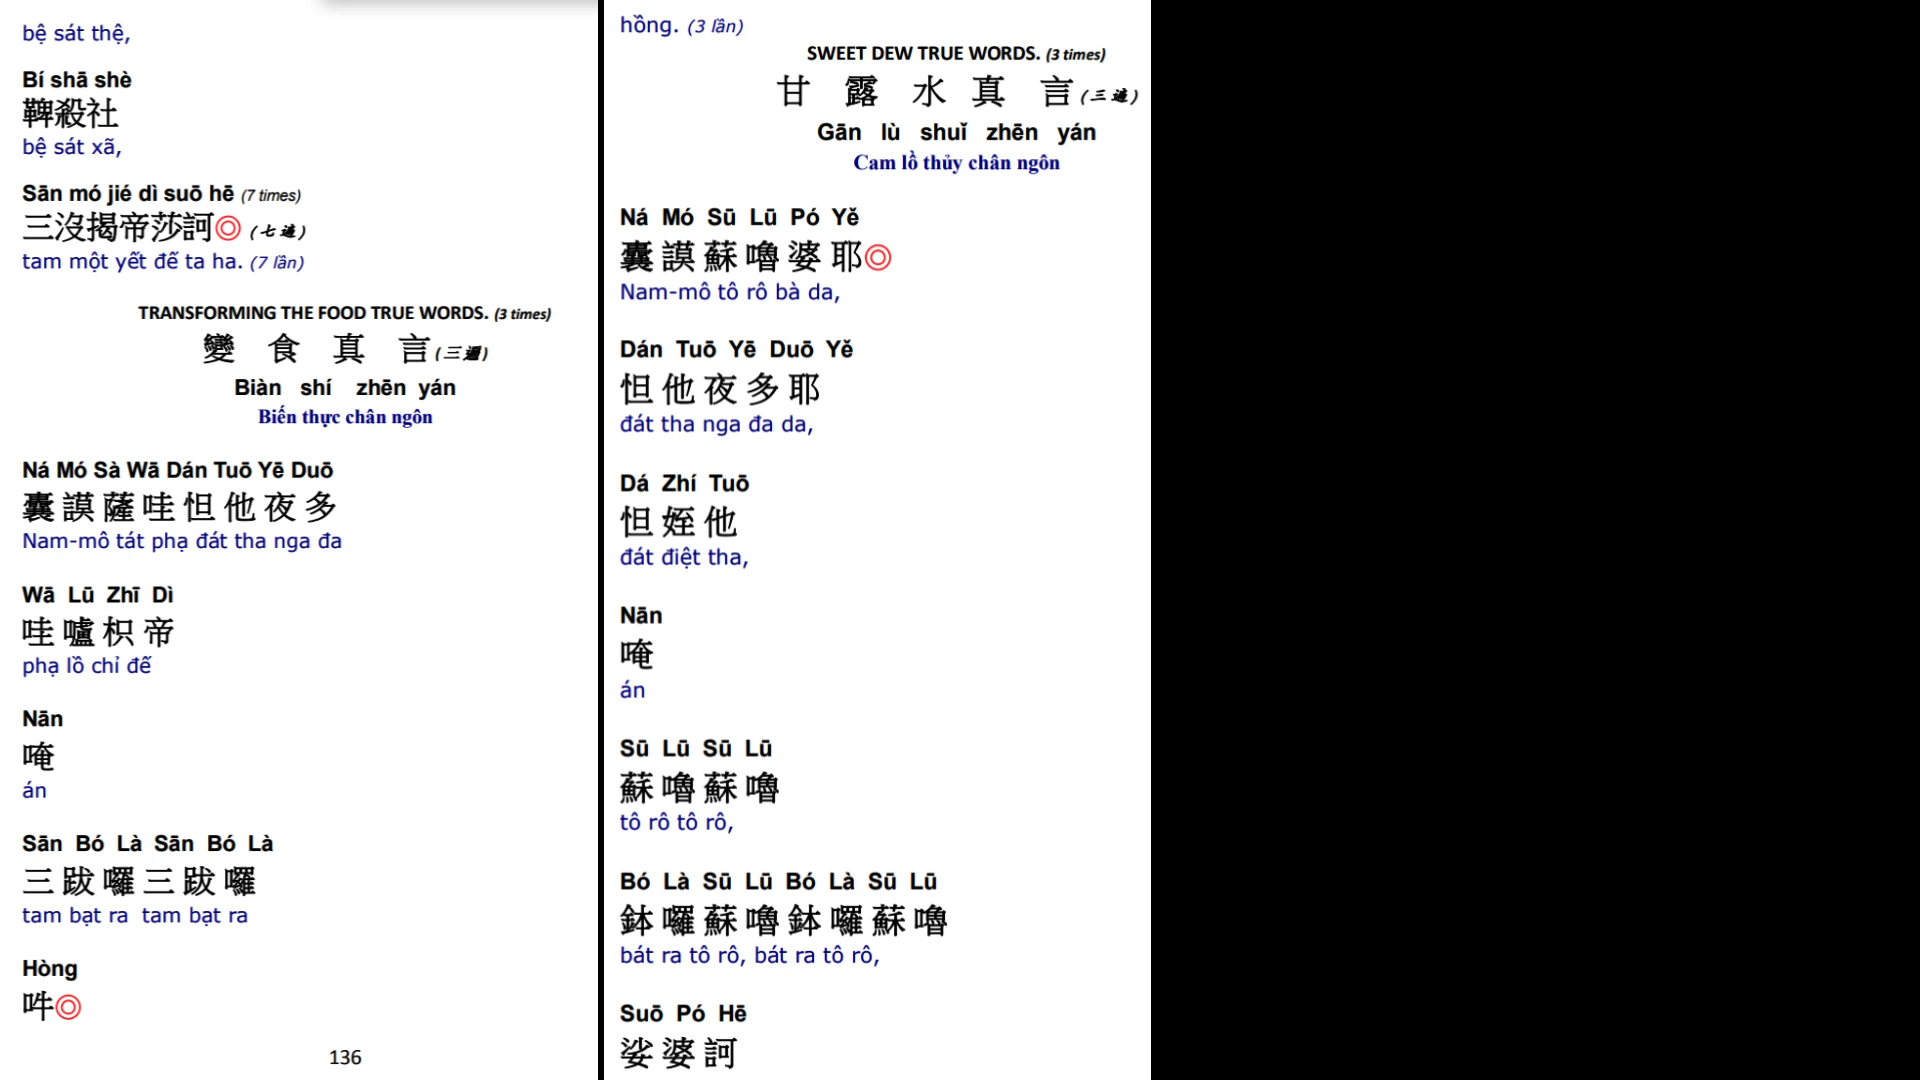 bệ sát thệ,
Bí shā shè
鞞殺社
bệ sát xã,
Sān mó jié dì suō hē (7 times)
三沒揭帝莎訶◎ (七遍)
tam một yết đế ta ha. (7 lần)
TRANSFORMING THE FOOD TRUE WORDS. (3 times)
變 食 真 言 (三遍)
Biàn shí zhēn yán
Biến thực chân ngôn
Ná Mó Sà Wā Dán Tuō Yē Duō
囊謨薩哇怛他夜多
Nam-mô tát phạ đát tha nga đa
Wā Lū Zhī Dì
哇嚧枳帝
phạ lồ chỉ đế
Nān
唵
án
Sān Bó Là Sān Bó Là
三跋囉三跋囉
tam bạt ra tam bạt ra
Hòng
吽◎
136
hồng. (3 lần)
SWEET DEW TRUE WORDS. (3 times)
甘 露 水 真 言 (三遍)
Gān lù shuǐ zhēn yán
Cam lồ thủy chân ngôn
Ná Mó Sū Lū Pó Yě
囊謨蘇嚕婆耶◎
Nam-mô tô rô bà da,
Dán Tuō Yē Duō Yě
怛他夜多耶
đát tha nga đa da,
Dá Zhí Tuō
怛姪他
đát điệt tha,
Nān
唵
án
Sū Lū Sū Lū
蘇嚕蘇嚕
tô rô tô rô,
Bó Là Sū Lū Bó Là Sū Lū
鉢囉蘇嚕鉢囉蘇嚕
bát ra tô rô, bát ra tô rô,
Suō Pó Hē
娑婆訶